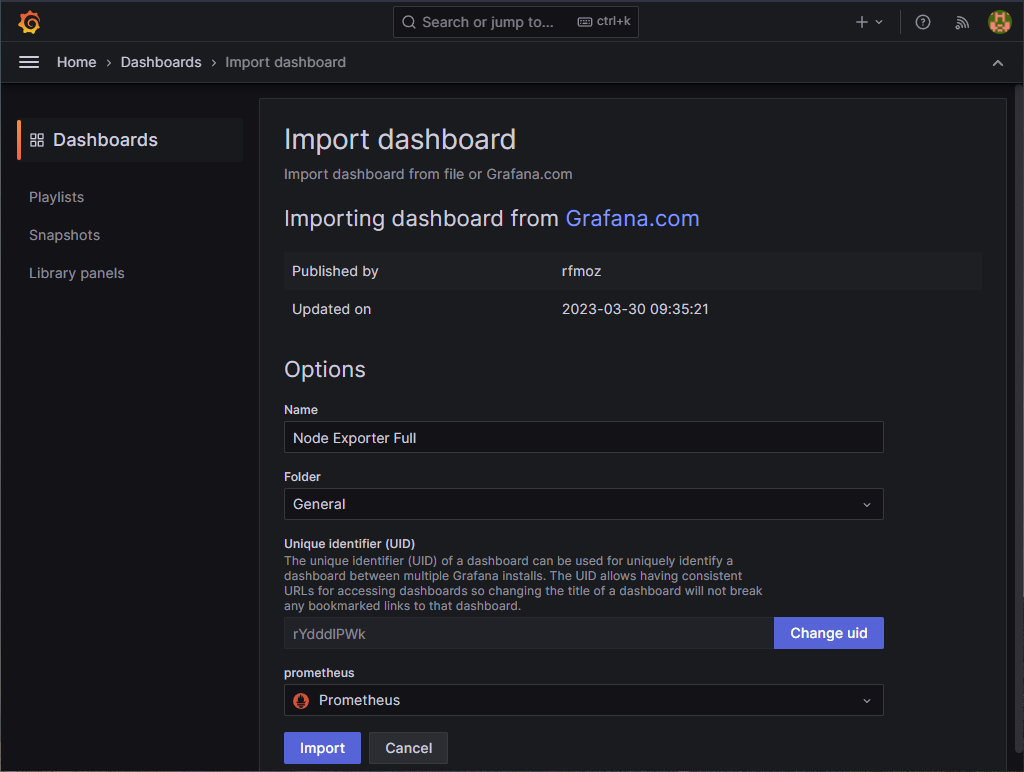 Search or jump to... ctrl+k
Home › Dashboards › Import dashboard
Dashboards
Playlists
Snapshots
Library panels
Import dashboard
Import dashboard from file or Grafana.com
Importing dashboard from Grafana.com
Published by rfmoz
Updated on 2023-03-30 09:35:21
Options
Name
Node Exporter Full
Folder
General
Unique identifier (UID)
The unique identifier (UID) of a dashboard can be used for uniquely identify a
dashboard between multiple Grafana installs. The UID allows having consistent
URLs for accessing dashboards so changing the title of a dashboard will not break
any bookmarked links to that dashboard.
rYdddlPWk Change uid
prometheus
Prometheus
Import Cancel